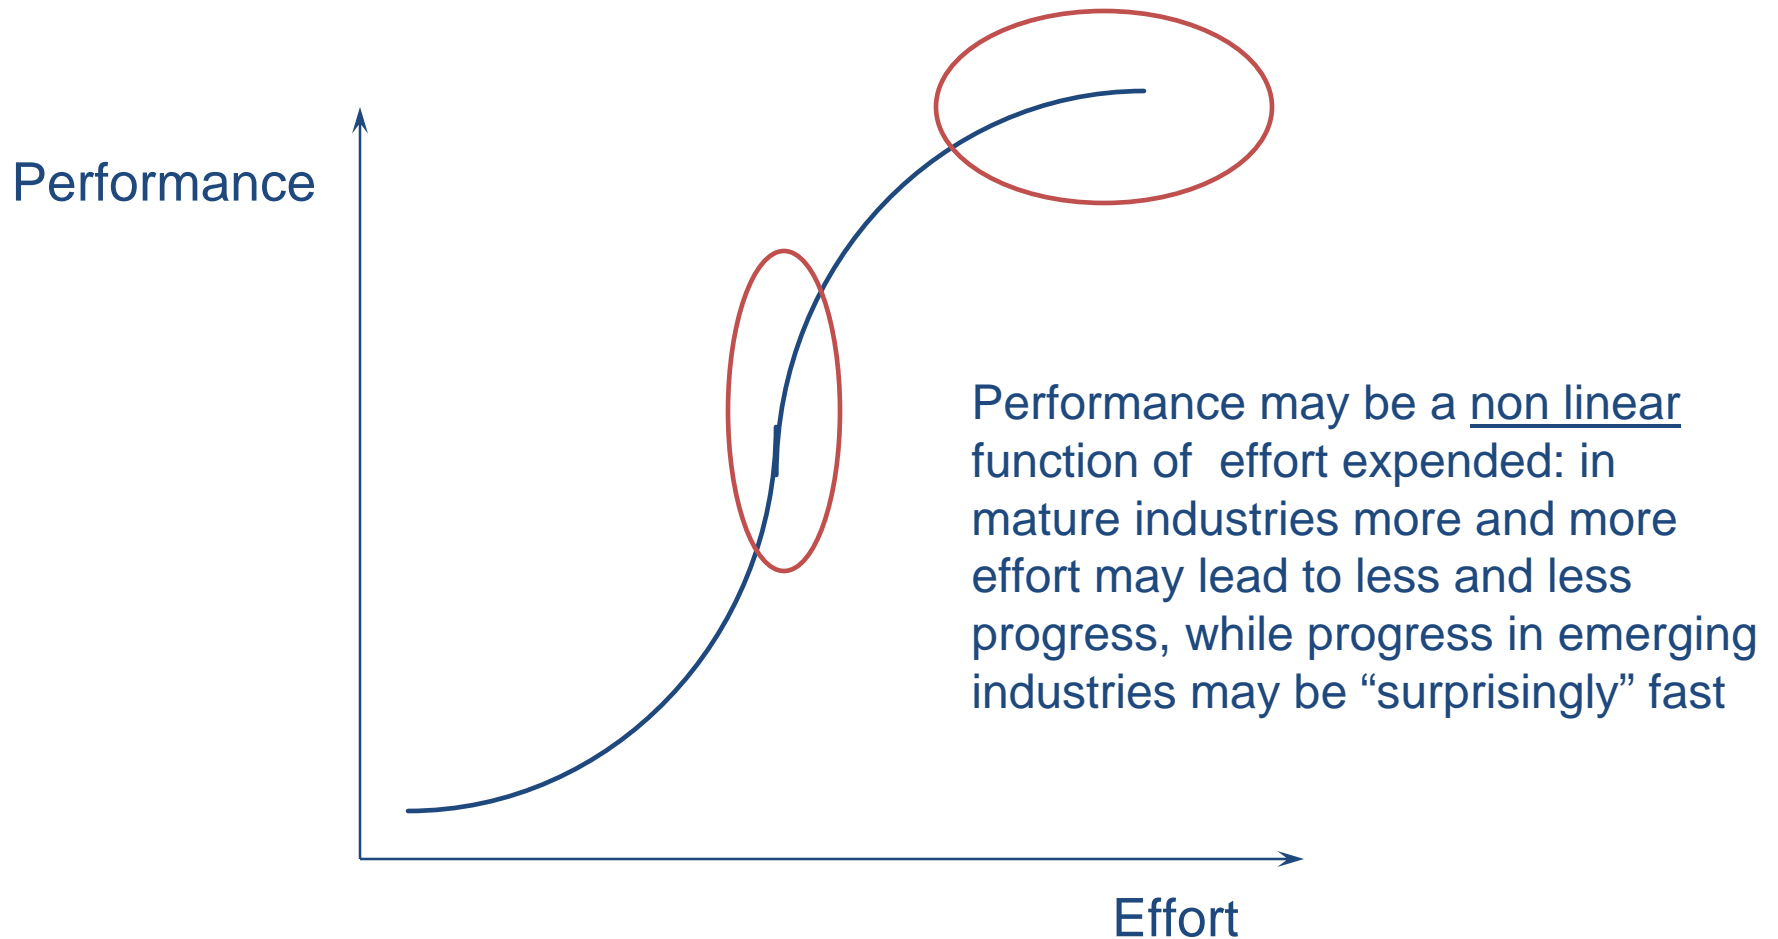 Performance
Performance may be a non linear
function of  effort expended: in
mature industries more and more
effort may lead to less and less
progress, while progress in emerging
industries may be “surprisingly” fast
Effort